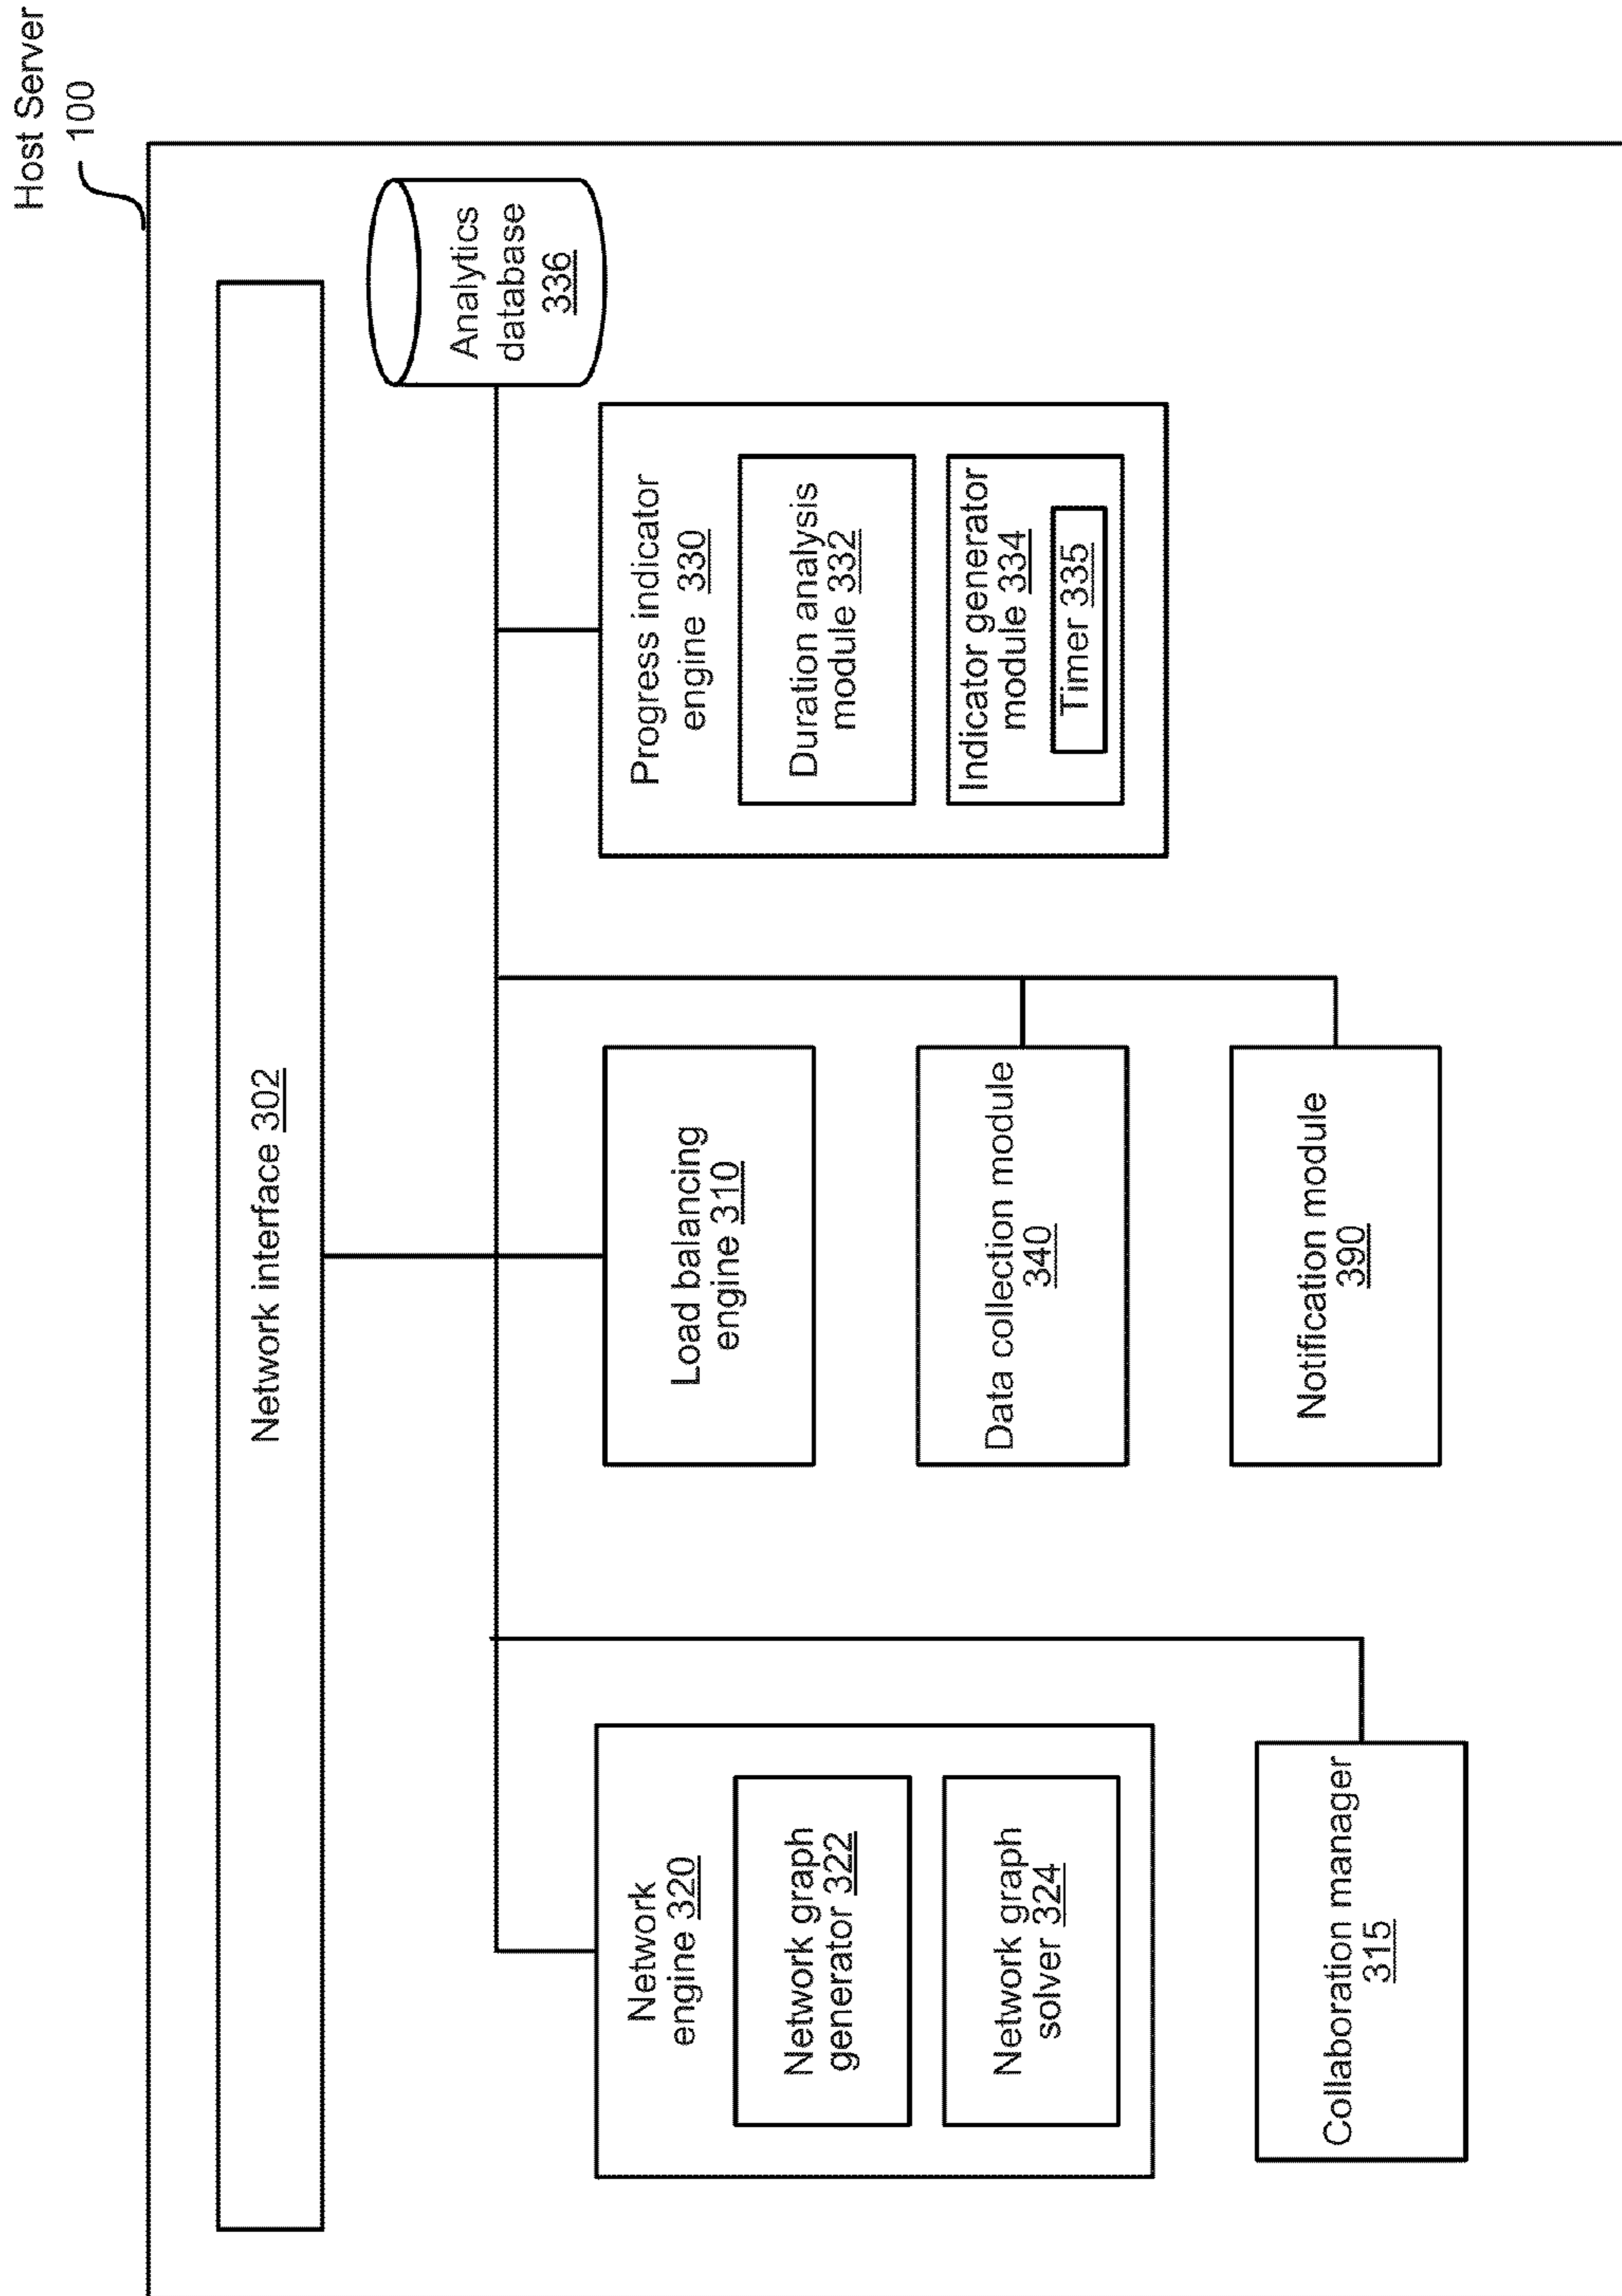 Host Server
100
Network interface 302
Analytics
database
336
Network
engine 320
Network graph
generator 322
Network graph
solver 324
Collaboration manager
315
Load balancing
engine 310
Data collection module
340
Notification module
390
Progress indicator
engine 330
Duration analysis
module 332
Indicator generator
module 334
Timer 335